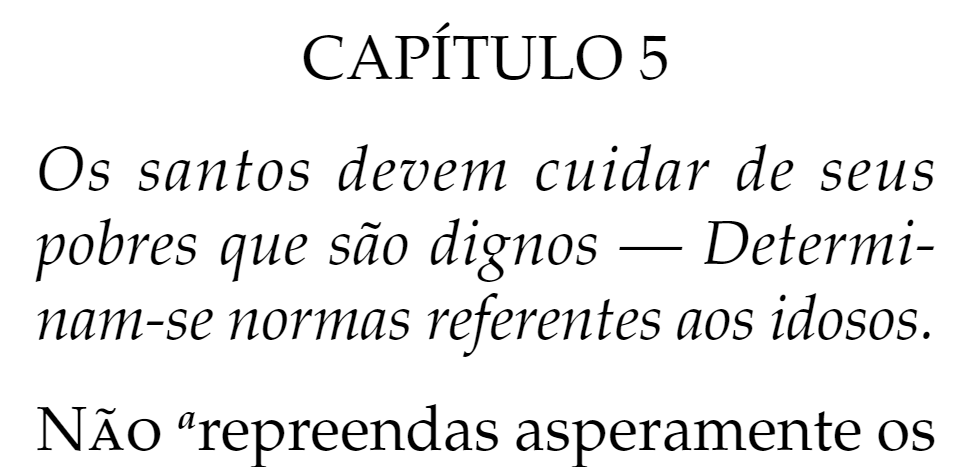 CAPÍTULO 5
Os santos devem cuidar de seus
pobres que são dignos — Determi-
nam-se normas referentes aos idosos.
NÃO ᵃrepreendas asperamente os